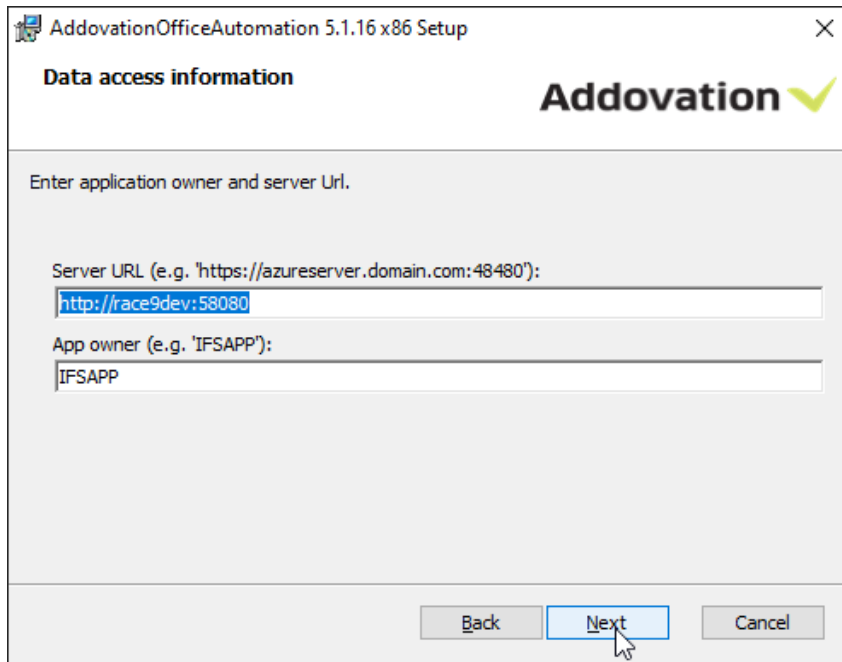 AddovationOfficeAutomation 5.1.16 x86 Setup
Data access information
Addovation
Enter application owner and server Url.
Server URL (e.g. 'https://azureserver.domain.com:48480'):
http://race9dev:58080
App owner (e.g. 'IFSAPP'):
IFSAPP
Back Next Cancel